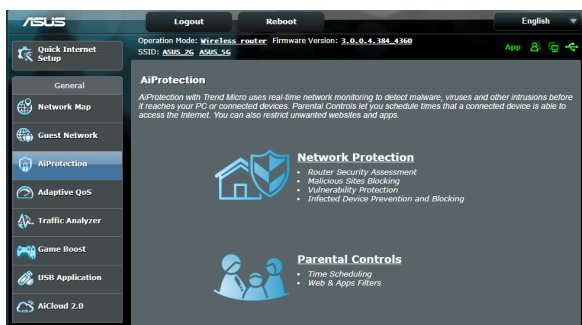 ASUS
Logout
Reboot
English
Operation Mode: Wireless router Firmware Version: 3.0.0.4.384_4360
SSID: ASUS_2G ASUS_5G
App
Quick Internet
Setup
General
Network Map
Guest Network
AiProtection
Adaptive QoS
Traffic Analyzer
Game Boost
USB Application
AiCloud 2.0
AiProtection
AiProtection with Trend Micro uses real-time network monitoring to detect malware, viruses and other intrusions before
it reaches your PC or connected devices. Parental Controls let you schedule times that a connected device is able to
access the Internet. You can also restrict unwanted websites and apps.
Network Protection
• Router Security Assessment
• Malicious Sites Blocking
• Vulnerability Protection
• Infected Device Prevention and Blocking
Parental Controls
• Time Scheduling
• Web & Apps Filters